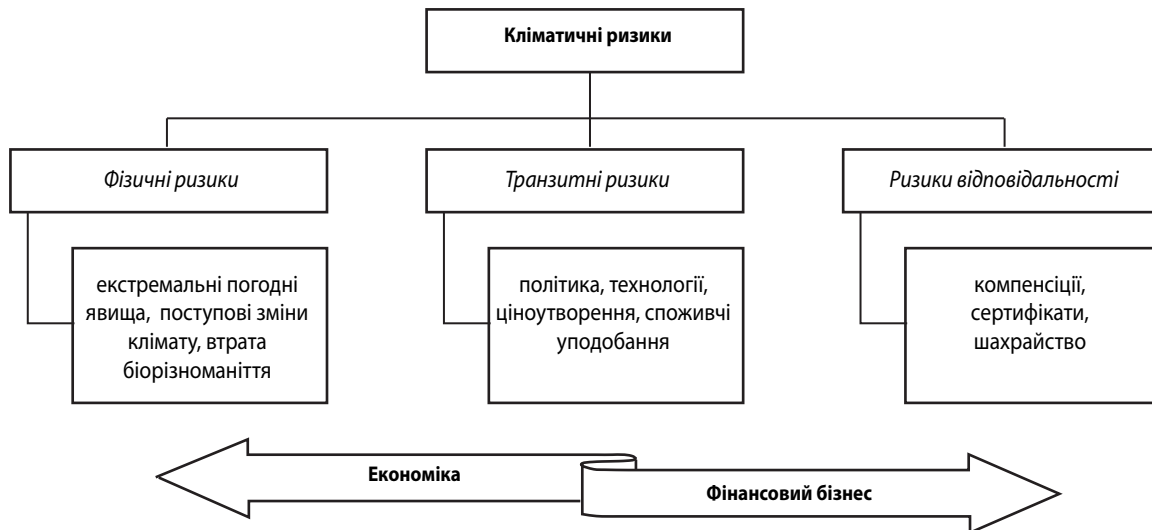 Кліматичні ризики
Фізичні ризики
Транзитні ризики
Ризики відповідальності
екстремальні погодні
явища, поступові зміни
клімату, втрата
біорізноманіття
політика, технології,
ціноутворення, споживчі
уподобання
компенсіції,
сертифікати,
шахрайство
Економіка
Фінансовий бізнес